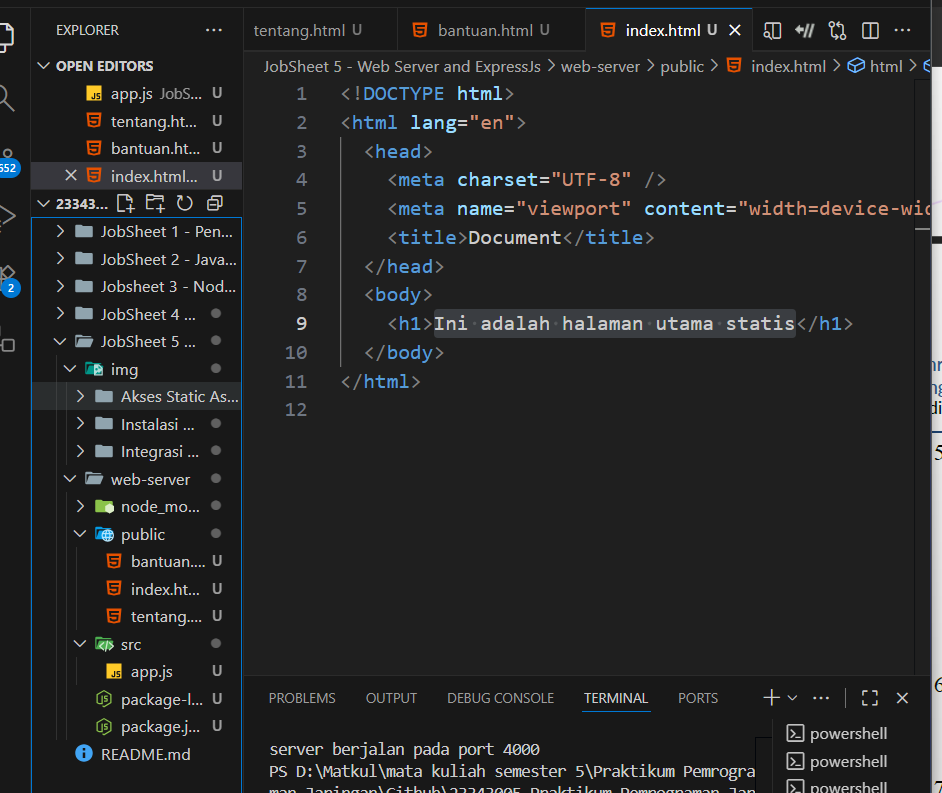 EXPLORER
OPEN EDITORS
app.js JobS... U
tentang.ht... U
bantuan.ht... U
index.html... U
23343...
JobSheet 1 - Pen...
JobSheet 2 - Java...
Jobsheet 3 - Nod...
JobSheet 4 ...
JobSheet 5 ...
img
Akses Static As...
Instalasi ...
Integrasi ...
web-server
node_mo...
public
bantuan.... U
index.ht... U
tentang.... U
src
app.js U
package-l... U
package.j... U
README.md
552
2
tentang.html U
bantuan.html U
index.html U
JobSheet 5 - Web Server and ExpressJs > web-server > public > index.html > html >
1 <!DOCTYPE html>
2 <html lang="en">
3 <head>
4 <meta charset="UTF-8" />
5 <meta name="viewport" content="width=device-wid
6 <title>Document</title>
7 </head>
8 <body>
9 <h1>Ini adalah halaman utama statis</h1>
10 </body>
11 </html>
12
PROBLEMS OUTPUT DEBUG CONSOLE TERMINAL PORTS
server berjalan pada port 4000
PS D:\Matkul\mata kuliah semester 5\Praktikum Pemrogra
powershell
powershell
powershell